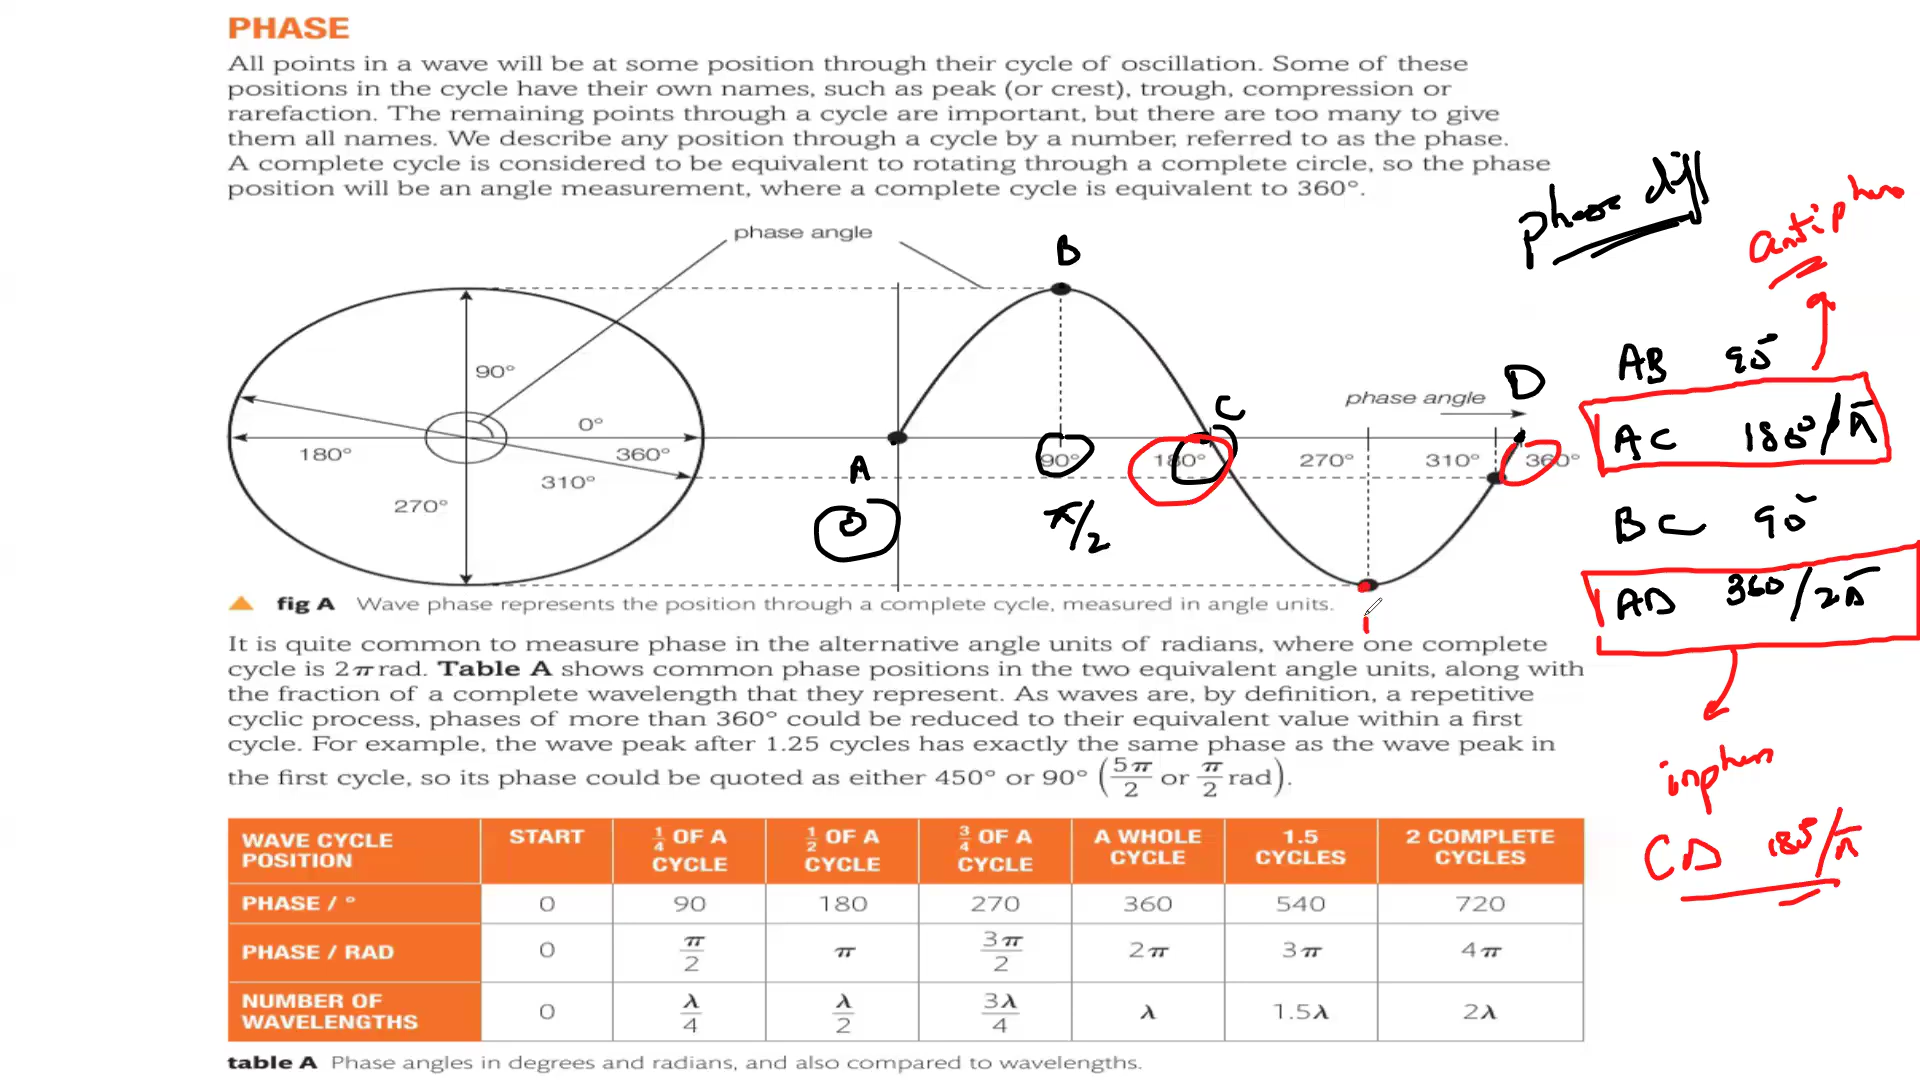 PHASE
All points in a wave will be at some position through their cycle of oscillation. Some of these
positions in the cycle have their own names, such as peak (or crest), trough, compression or
rarefaction. The remaining points through a cycle are important, but there are too many to give
them all names. We describe any position through a cycle by a number, referred to as the phase.
A complete cycle is considered to be equivalent to rotating through a complete circle, so the phase
position will be an angle measurement, where a complete cycle is equivalent to 360°.
phase diff
antiphase
phase angle
B
90°
0°
180°
360°
310°
270°
phase angle
A
C
D
90°
180°
270°
310°
360°
0
π/2
AB 90°
AC 180°/π
BC 90°
AD 360/2π
inphase
CD 180°/π
fig A Wave phase represents the position through a complete cycle, measured in angle units.
It is quite common to measure phase in the alternative angle units of radians, where one complete
cycle is 2π rad. Table A shows common phase positions in the two equivalent angle units, along with
the fraction of a complete wavelength that they represent. As waves are, by definition, a repetitive
cyclic process, phases of more than 360° could be reduced to their equivalent value within a first
cycle. For example, the wave peak after 1.25 cycles has exactly the same phase as the wave peak in
the first cycle, so its phase could be quoted as either 450° or 90° (5π/2 or π/2 rad).
WAVE CYCLE POSITION START 1/4 OF A CYCLE 1/2 OF A CYCLE 3/4 OF A CYCLE A WHOLE CYCLE 1.5 CYCLES 2 COMPLETE CYCLES
PHASE / ° 0 90 180 270 360 540 720
PHASE / RAD 0 π/2 π 3π/2 2π 3π 4π
NUMBER OF WAVELENGTHS 0 λ/4 λ/2 3λ/4 λ 1.5λ 2λ
table A Phase angles in degrees and radians, and also compared to wavelengths.